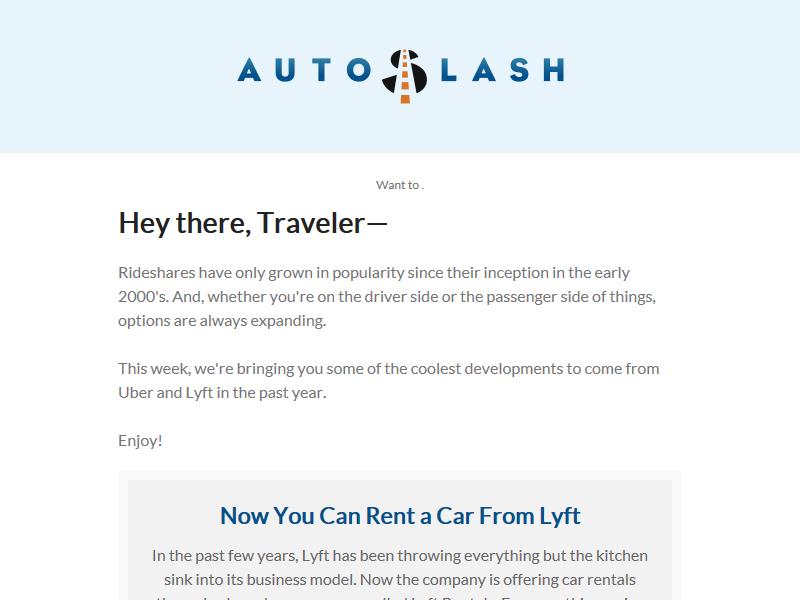 AUTOSLASH
Want to .
Hey there, Traveler—
Rideshares have only grown in popularity since their inception in the early
2000's. And, whether you're on the driver side or the passenger side of things,
options are always expanding.
This week, we're bringing you some of the coolest developments to come from
Uber and Lyft in the past year.
Enjoy!
Now You Can Rent a Car From Lyft
In the past few years, Lyft has been throwing everything but the kitchen
sink into its business model. Now the company is offering car rentals